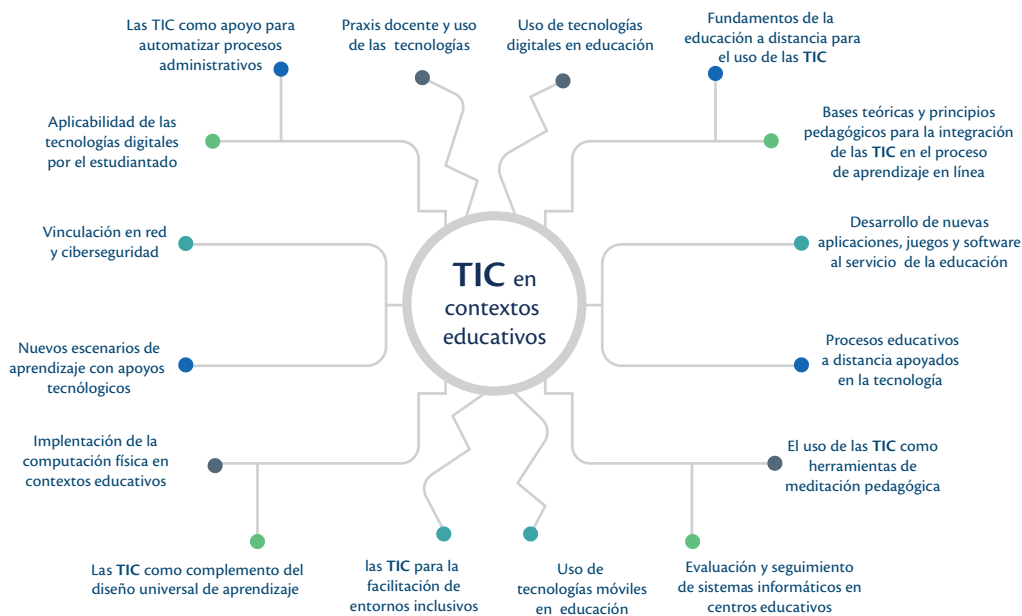 Las TIC como apoyo para
automatizar procesos
administrativos
Praxis docente y uso
de las tecnologías
Uso de tecnologías
digitales en educación
Fundamentos de la
educación a distancia para
el uso de las TIC
Aplicabilidad de las
tecnologías digitales
por el estudiantado
Bases teóricas y principios
pedagógicos para la integración
de las TIC en el proceso
de aprendizaje en línea
Vinculación en red
y ciberseguridad
Desarrollo de nuevas
aplicaciones, juegos y software
al servicio de la educación
TIC en
contextos
educativos
Nuevos escenarios de
aprendizaje con apoyos
tecnólogicos
Procesos educativos
a distancia apoyados
en la tecnología
Implentación de la
computación física en
contextos educativos
El uso de las TIC como
herramientas de
meditación pedagógica
Las TIC como complemento del
diseño universal de aprendizaje
las TIC para la
facilitación de
entornos inclusivos
Uso de
tecnologías móviles
en educación
Evaluación y seguimiento
de sistemas informáticos en
centros educativos